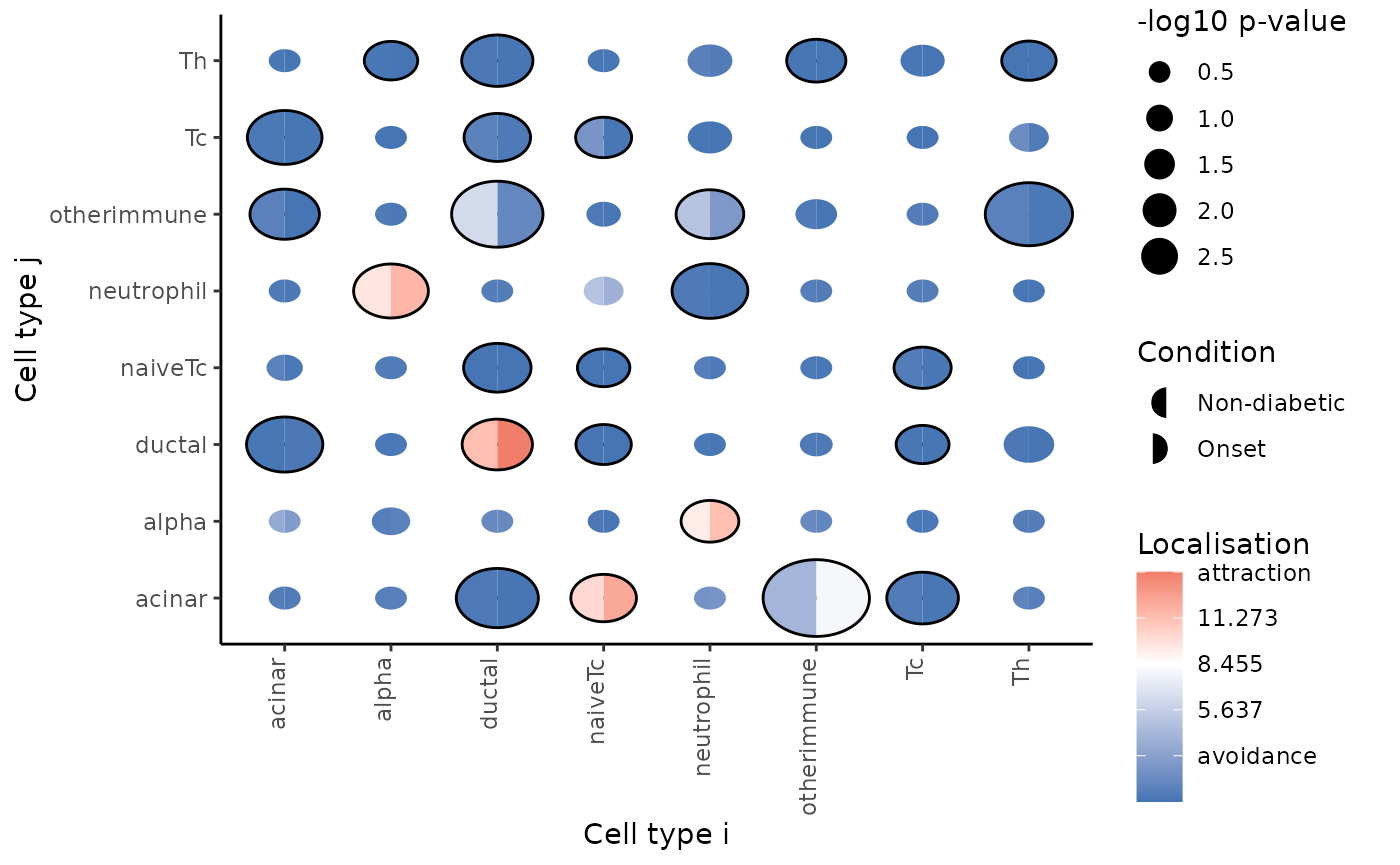 Cell type j
Th
Tc
otherimmune
neutrophil
naiveTc
ductal
alpha
acinar
acinar
alpha
ductal
naiveTc
neutrophil
otherimmune
Tc
Th
Cell type i
-log10 p-value
0.5
1.0
1.5
2.0
2.5
Condition
Non-diabetic
Onset
Localisation
attraction
11.273
8.455
5.637
avoidance